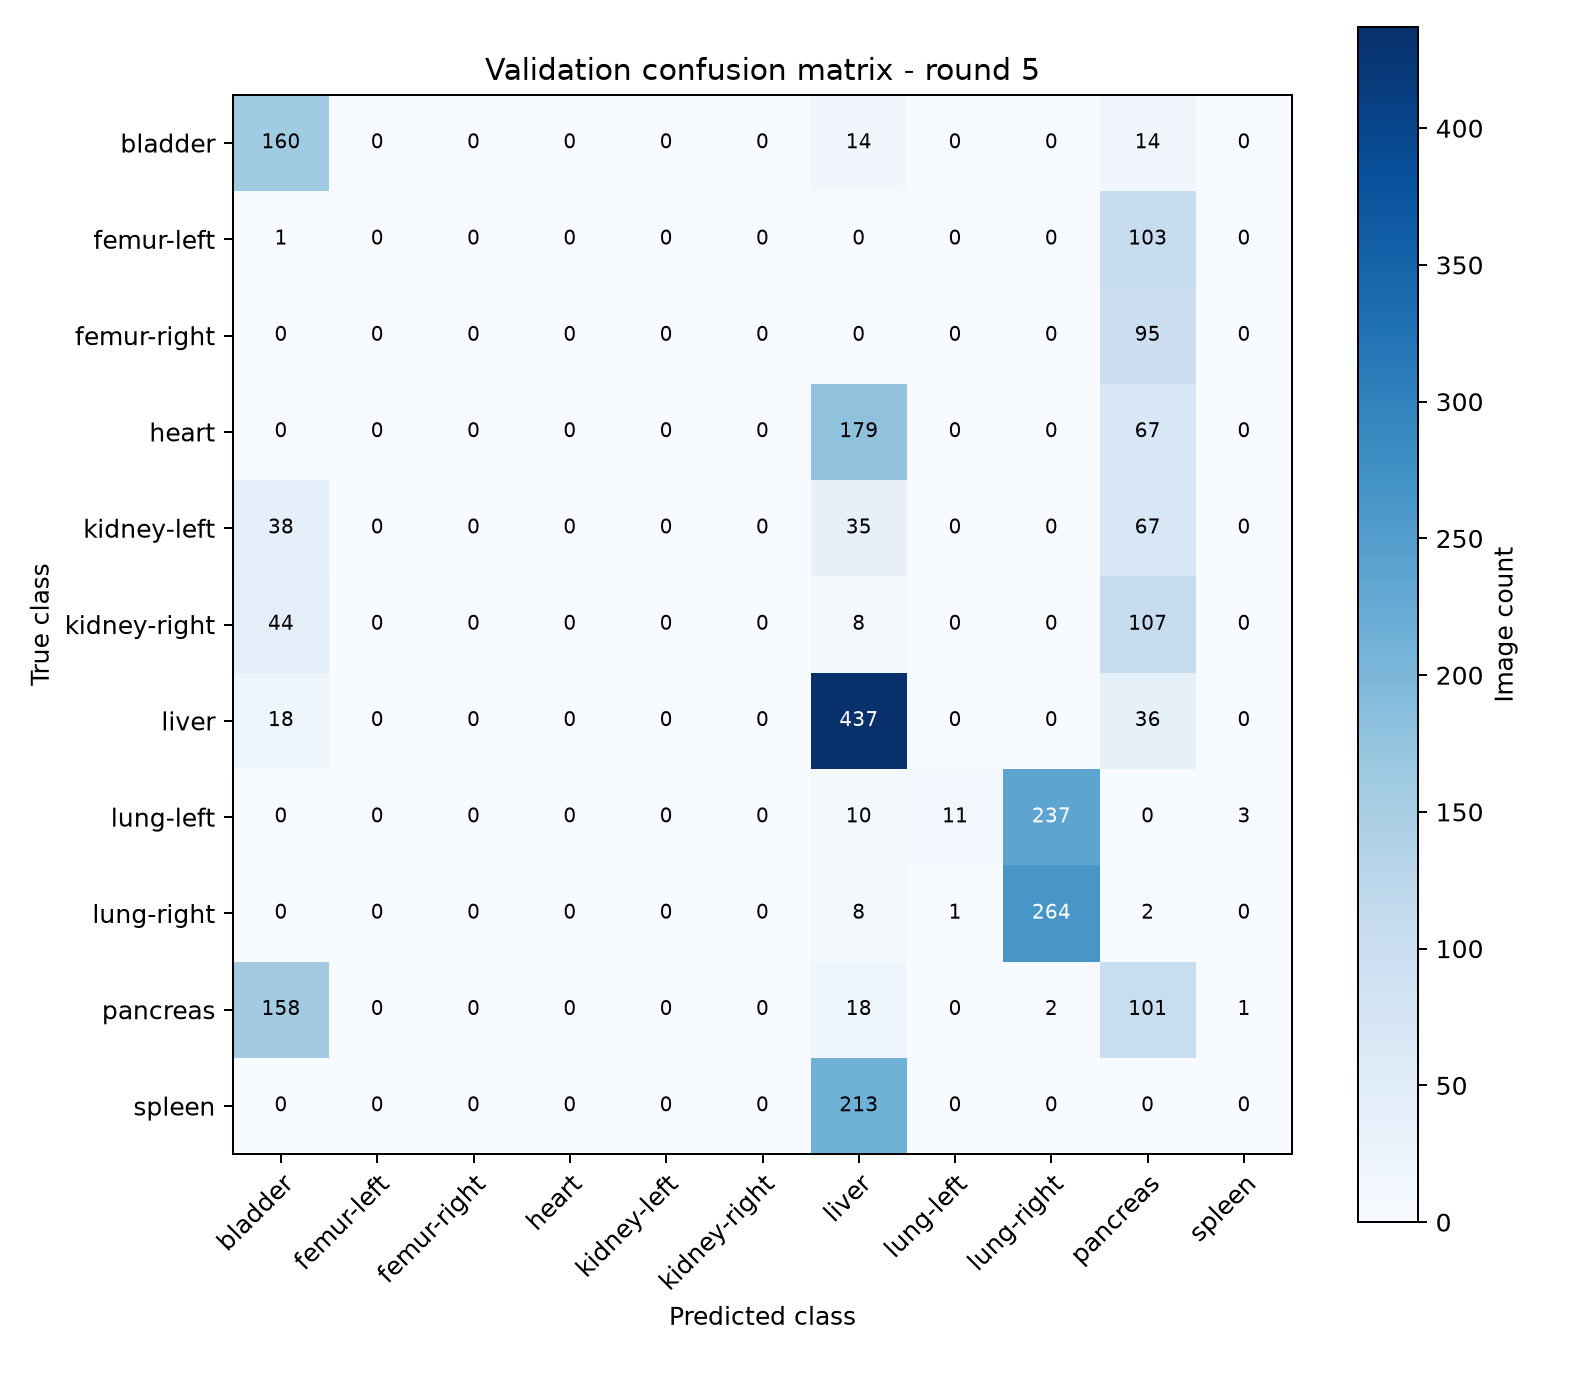 Validation confusion matrix - round 5
bladder 160 0 0 0 0 0 14 0 0 14 0
femur-left 1 0 0 0 0 0 0 0 0 103 0
femur-right 0 0 0 0 0 0 0 0 0 95 0
heart 0 0 0 0 0 0 179 0 0 67 0
kidney-left 38 0 0 0 0 0 35 0 0 67 0
kidney-right 44 0 0 0 0 0 8 0 0 107 0
liver 18 0 0 0 0 0 437 0 0 36 0
lung-left 0 0 0 0 0 0 10 11 237 0 3
lung-right 0 0 0 0 0 0 8 1 264 2 0
pancreas 158 0 0 0 0 0 18 0 2 101 1
spleen 0 0 0 0 0 0 213 0 0 0 0
True class
bladder femur-left femur-right heart kidney-left kidney-right liver lung-left lung-right pancreas spleen
Predicted class
400
350
300
250
200
150
100
50
0
Image count